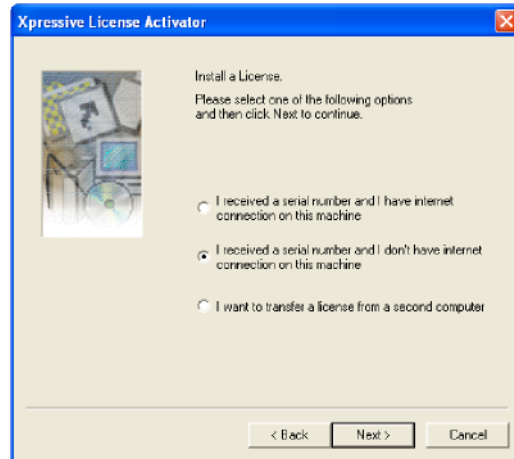 Xpressive License Activator
Install a License.
Please select one of the following options
and then click Next to continue.
I received a serial number and I have internet
connection on this machine
I received a serial number and I don't have internet
connection on this machine
I want to transfer a license from a second computer
< Back
Next >
Cancel